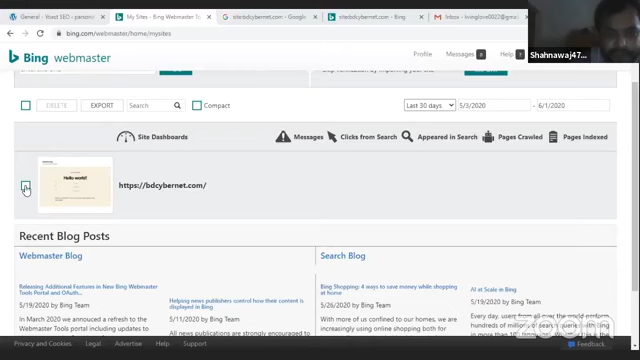 General ‹ Yoast SEO — person
My Sites - Bing Webmaster To
site:bdcybernet.com - Google
site:bdcybernet.com - Bing
Inbox - livinglove0022@gmai
bing.com/webmaster/home/mysites
Shahnawaj47...
Bing webmaster
Profile
Messages
Help
DELETE
EXPORT
Search
Compact
Last 30 days
5/3/2020
- 6/1/2020
Site Dashboards
Messages
Clicks from Search
Appeared in Search
Pages Crawled
Pages Indexed
Hello world!
https://bdcybernet.com/
Recent Blog Posts
Webmaster Blog
Search Blog
Releasing Additional Features in New Bing Webmaster
Tools Portal and OAuth...
5/19/2020 by Bing Team
In March 2020 we annouced a refresh to the
Webmaster Tools portal including updates to
Helping news publishers control how their content is
displayed in Bing
5/11/2020 by Bing Team
All news publications are strongly encouraged to
Bing Shopping: 4 ways to save money while shopping
at home
5/26/2020 by Bing Team
With more of us confined to our homes, we are
increasingly using online shopping both for
AI at Scale in Bing
5/19/2020 by Bing Team
Every day, users from all over the world perform
hundreds of millions of search
zoom
Privacy and Cookies
Legal
Advertise
Help
Support
Feedback